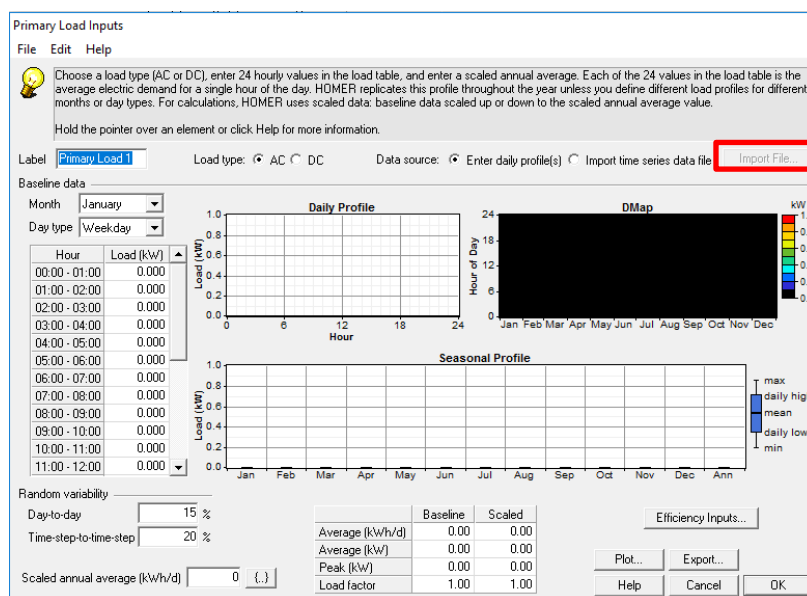 Primary Load Inputs
File Edit Help
Choose a load type (AC or DC), enter 24 hourly values in the load table, and enter a scaled annual average. Each of the 24 values in the load table is the
average electric demand for a single hour of the day. HOMER replicates this profile throughout the year unless you define different load profiles for different
months or day types. For calculations, HOMER uses scaled data: baseline data scaled up or down to the scaled annual average value.
Hold the pointer over an element or click Help for more information.
Label Primary Load 1 Load type: AC DC Data source: Enter daily profile(s) Import time series data file Import File...
Baseline data
Month January
Day type Weekday
Hour Load (kW)
00:00 - 01:00 0.000
01:00 - 02:00 0.000
02:00 - 03:00 0.000
03:00 - 04:00 0.000
04:00 - 05:00 0.000
05:00 - 06:00 0.000
06:00 - 07:00 0.000
07:00 - 08:00 0.000
08:00 - 09:00 0.000
09:00 - 10:00 0.000
10:00 - 11:00 0.000
11:00 - 12:00 0.000
Daily Profile
Load (kW)
1.0
0.8
0.6
0.4
0.2
0.0
0 6 12 18 24
Hour
DMap
Hour of Day
24
18
12
6
0
Jan Feb Mar Apr May Jun Jul Aug Sep Oct Nov Dec
kW
Seasonal Profile
Load (kW)
1.0
0.8
0.6
0.4
0.2
0.0
Jan Feb Mar Apr May Jun Jul Aug Sep Oct Nov Dec Ann
max
daily high
mean
daily low
min
Random variability
Day-to-day 15 %
Time-step-to-time-step 20 %
Scaled annual average (kWh/d) 0 {..}
Baseline Scaled
Average (kWh/d) 0.00 0.00
Average (kW) 0.00 0.00
Peak (kW) 0.00 0.00
Load factor 1.00 1.00
Efficiency Inputs...
Plot... Export...
Help Cancel OK